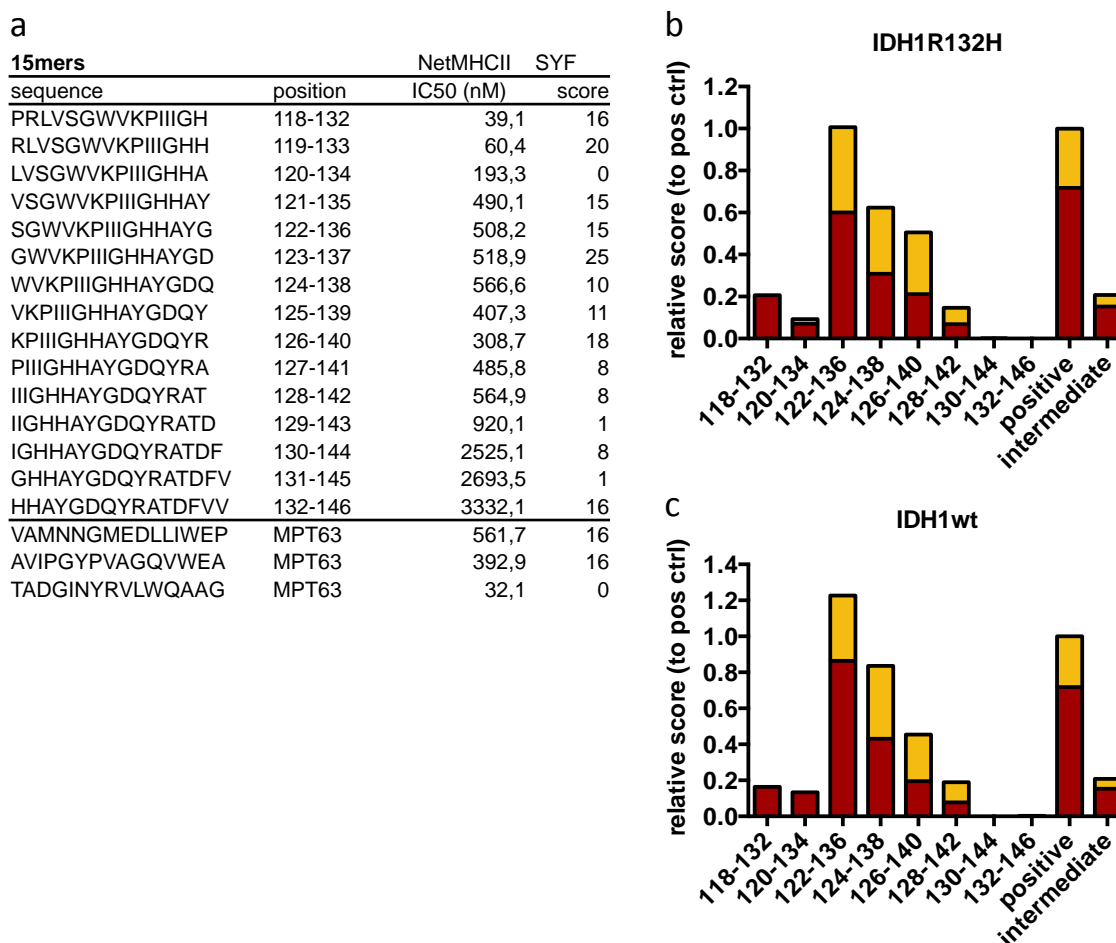 a
15mers NetMHCII SYF
sequence position IC50 (nM) score
PRLVSGWVKPIIIGH 118-132 39,1 16
RLVSGWVKPIIIGHH 119-133 60,4 20
LVSGWVKPIIIGHHA 120-134 193,3 0
VSGWVKPIIIGHHAY 121-135 490,1 15
SGWVKPIIIGHHAYG 122-136 508,2 15
GWVKPIIIGHHAYGD 123-137 518,9 25
WVKPIIIGHHAYGDQ 124-138 566,6 10
VKPIIIGHHAYGDQY 125-139 407,3 11
KPIIIGHHAYGDQYR 126-140 308,7 18
PIIIGHHAYGDQYRA 127-141 485,8 8
IIIGHHAYGDQYRAT 128-142 564,9 8
IIGHHAYGDQYRATD 129-143 920,1 1
IGHHAYGDQYRATDF 130-144 2525,1 8
GHHAYGDQYRATDFV 131-145 2693,5 1
HHAYGDQYRATDFVV 132-146 3332,1 16
VAMNNGMEDLLIWEP MPT63 561,7 16
AVIPGYPVAGQVWEA MPT63 392,9 16
TADGINYRVLWQAAG MPT63 32,1 0
b
IDH1R132H
relative score (to pos ctrl)
1.2
1.0
0.8
0.6
0.4
0.2
0.0
118-132
120-134
122-136
124-138
126-140
128-142
130-144
132-146
positive
intermediate
c
IDH1wt
relative score (to pos ctrl)
1.4
1.2
1.0
0.8
0.6
0.4
0.2
0.0
118-132
120-134
122-136
124-138
126-140
128-142
130-144
132-146
positive
intermediate